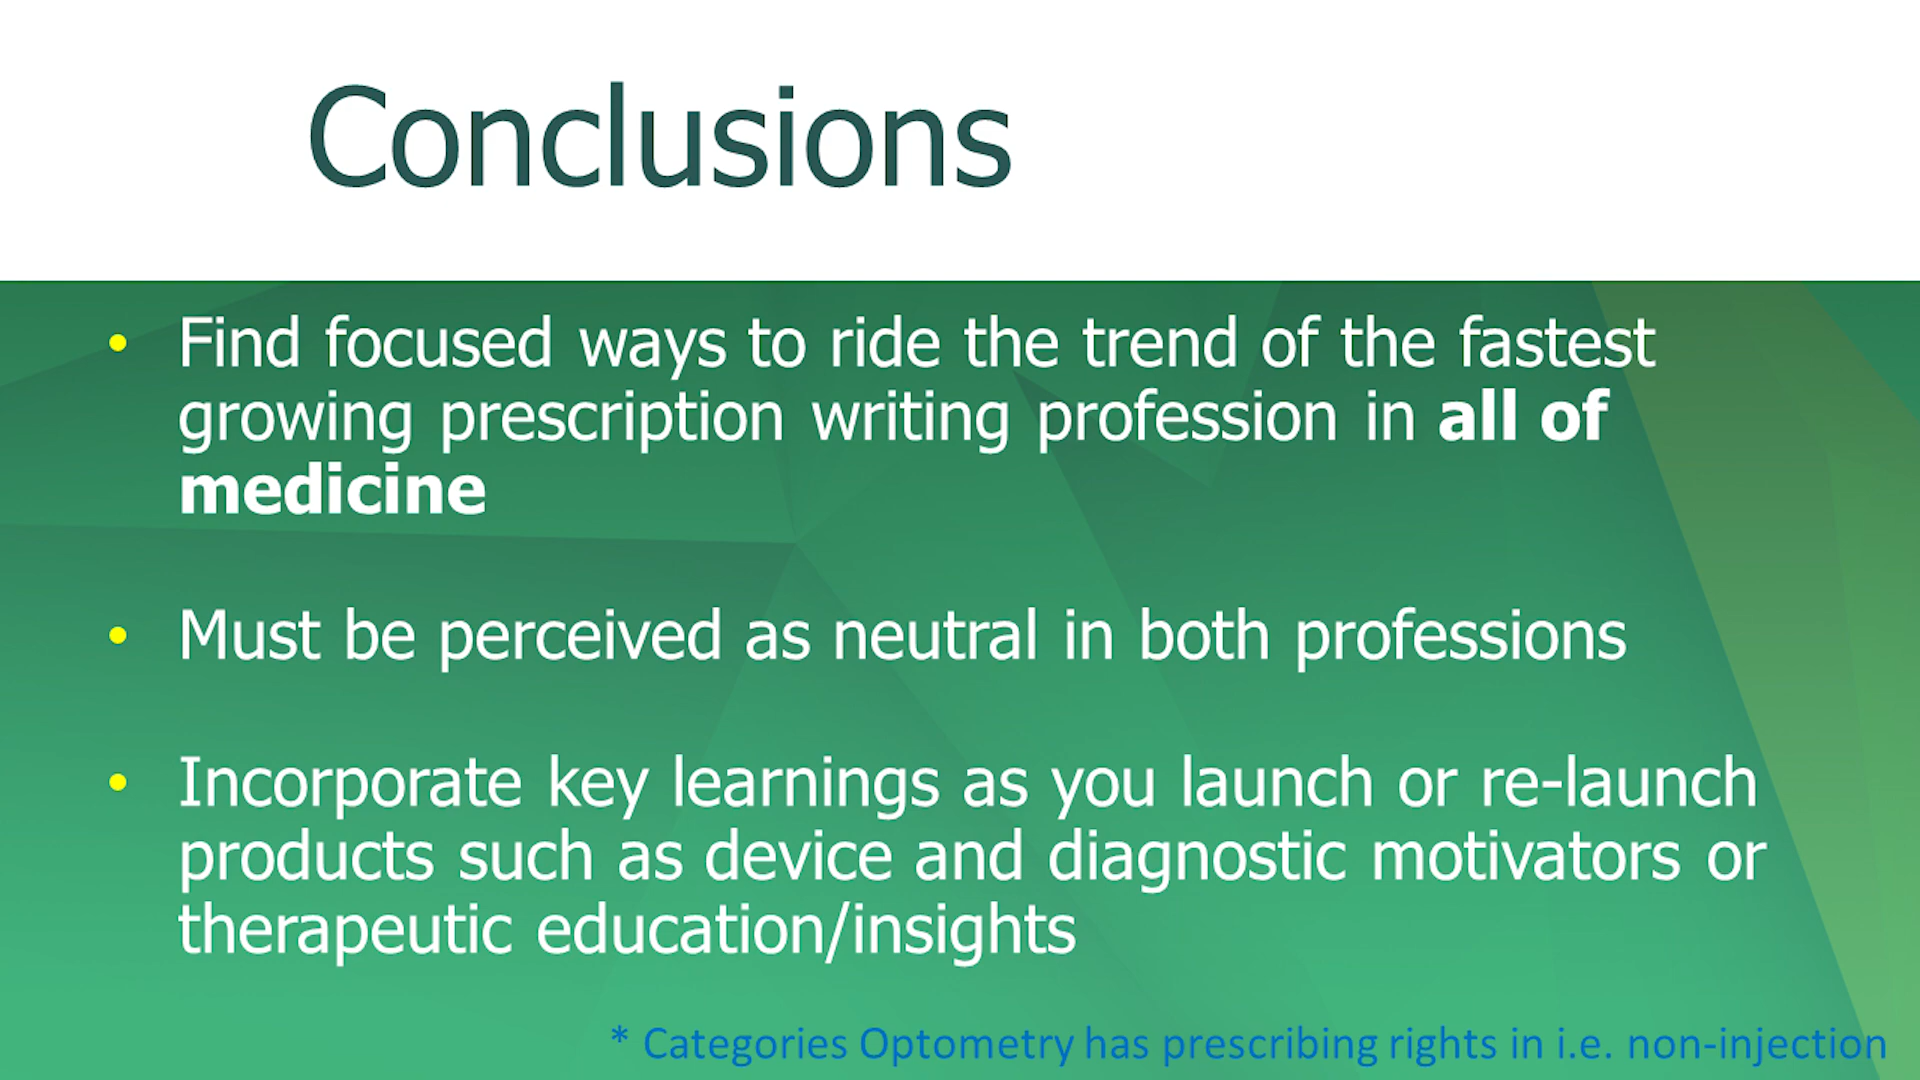 Conclusions
• Find focused ways to ride the trend of the fastest
growing prescription writing profession in all of
medicine
• Must be perceived as neutral in both professions
• Incorporate key learnings as you launch or re-launch
products such as device and diagnostic motivators or
therapeutic education/insights
* Categories Optometry has prescribing rights in i.e. non-injection